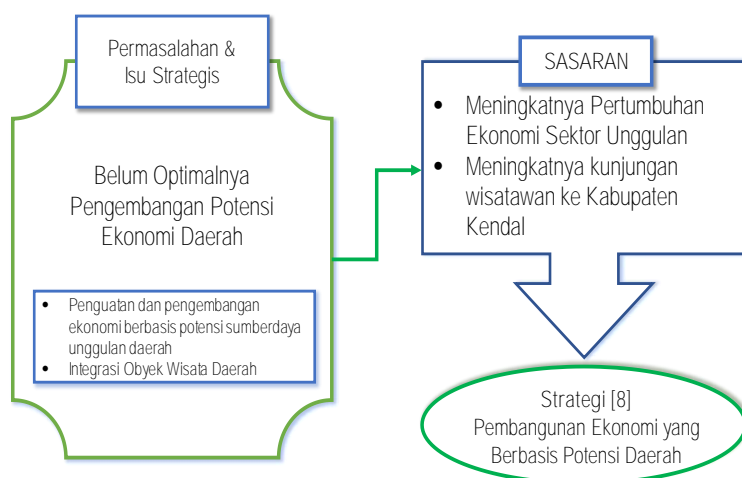 Permasalahan &
Isu Strategis
Belum Optimalnya
Pengembangan Potensi
Ekonomi Daerah
• Penguatan dan pengembangan
ekonomi berbasis potensi sumberdaya
unggulan daerah
• Integrasi Obyek Wisata Daerah
SASARAN
• Meningkatnya Pertumbuhan
Ekonomi Sektor Unggulan
• Meningkatnya kunjungan
wisatawan ke Kabupaten
Kendal
Strategi [8]
Pembangunan Ekonomi yang
Berbasis Potensi Daerah